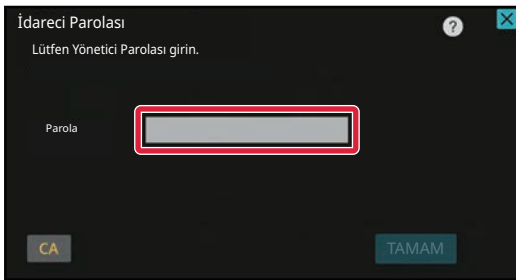 İdareci Parolası
?
Lütfen Yönetici Parolası girin.
Parola
CA
TAMAM